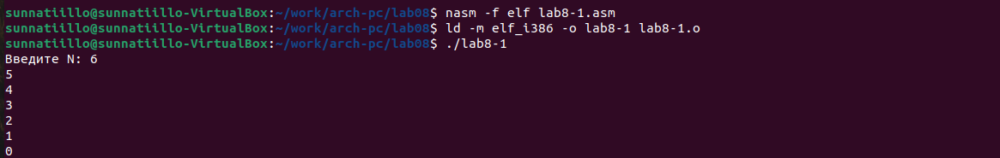 sunnatiillo@sunnatiillo-VirtualBox:~/work/arch-pc/lab08$ nasm -f elf lab8-1.asm
sunnatiillo@sunnatiillo-VirtualBox:~/work/arch-pc/lab08$ ld -m elf_i386 -o lab8-1 lab8-1.o
sunnatiillo@sunnatiillo-VirtualBox:~/work/arch-pc/lab08$ ./lab8-1
Введите N: 6
5
4
3
2
1
0